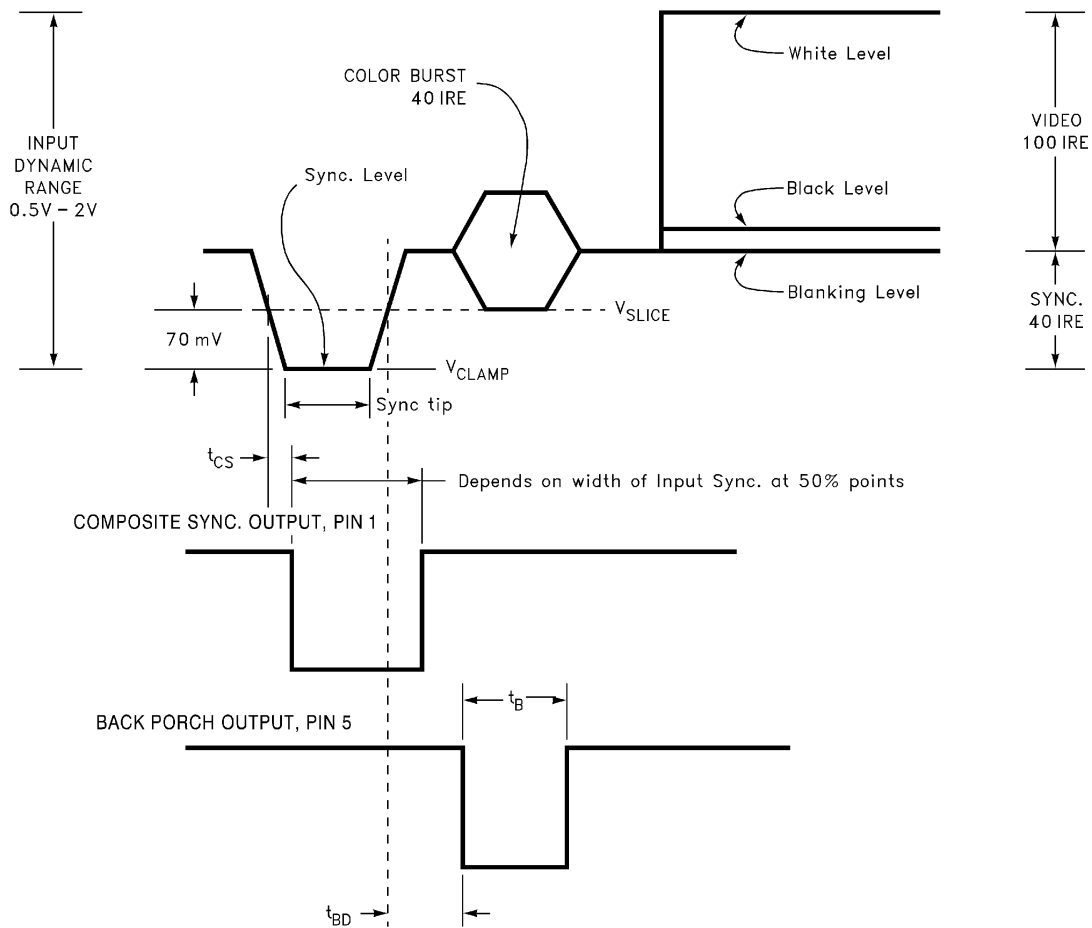 White Level
COLOR BURST
40 IRE
INPUT
DYNAMIC
RANGE
0.5V – 2V
VIDEO
100 IRE
Sync. Level
Black Level
Blanking Level
SYNC.
40 IRE
VSLICE
70 mV
VCLAMP
Sync tip
tCS
Depends on width of Input Sync. at 50% points
COMPOSITE SYNC. OUTPUT, PIN 1
tB
BACK PORCH OUTPUT, PIN 5
tBD